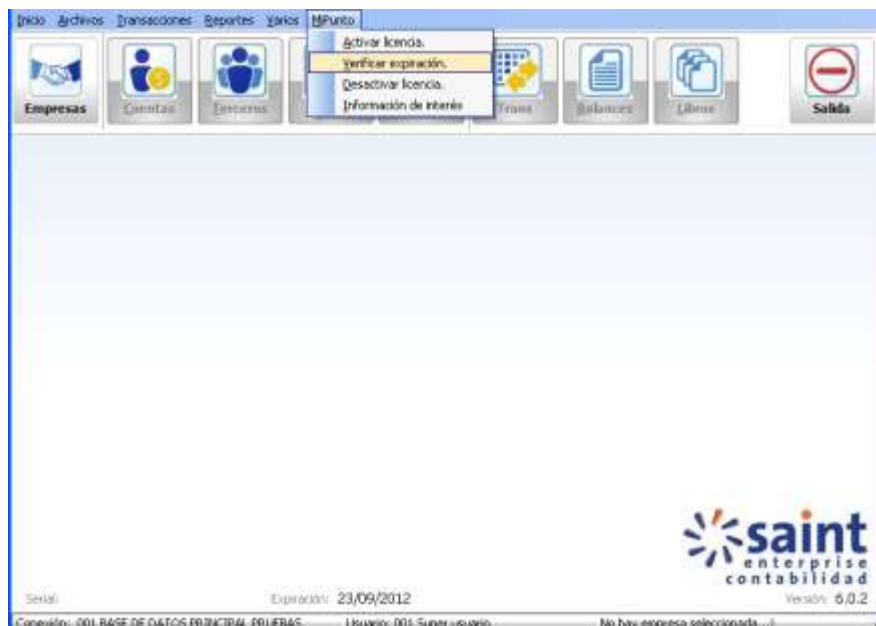 Inicio Archivos Transacciones Reportes Varios MiPunto
Activar licencia.
Verificar expiración.
Desactivar licencia.
Información de interés
Empresas Cuentas Terceros Trans Balances Libros Salida
saint
enterprise
contabilidad
Serial: Expiración: 23/09/2012 Versión: 6.0.2
Conexión: 001 BASE DE DATOS PRINCIPAL PRUEBAS Usuario: 001 Super usuario No hay empresa seleccionada...!